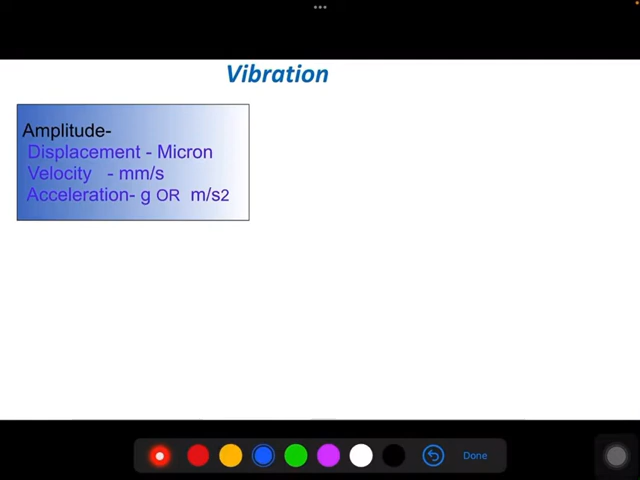 Vibration
Amplitude-
Displacement - Micron
Velocity - mm/s
Acceleration- g OR m/s2
Done